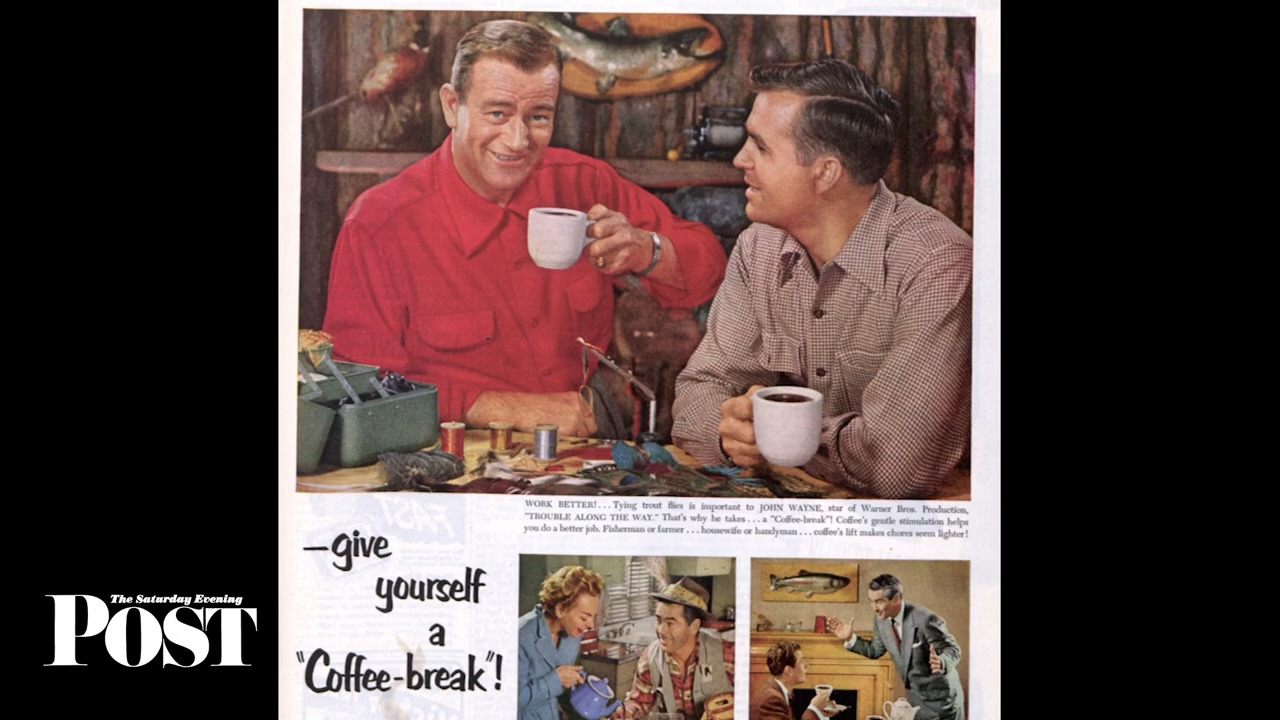 WORK BETTER! . . . Tying trout flies is important to JOHN WAYNE, star of Warner Bros. Production,
"TROUBLE ALONG THE WAY." That's why he takes . . . a "Coffee-break"! Coffee's gentle stimulation helps
you do a better job. Fisherman or farmer . . . housewife or handyman . . . coffee's lift makes chores seem lighter!
—give
yourself
a
"Coffee-break"!
The Saturday Evening
POST